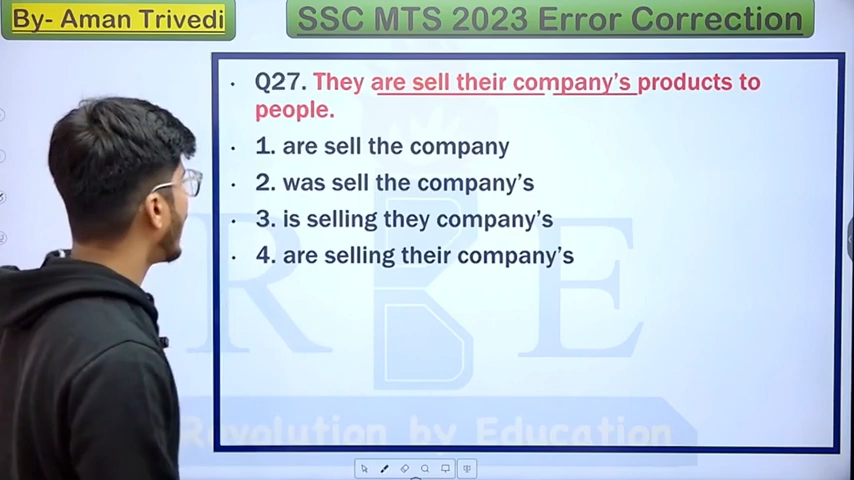 By- Aman Trivedi
SSC MTS 2023 Error Correction
• Q27. They are sell their company's products to
people.
• 1. are sell the company
• 2. was sell the company's
• 3. is selling they company's
• 4. are selling their company's
R B E
Revolution by Education